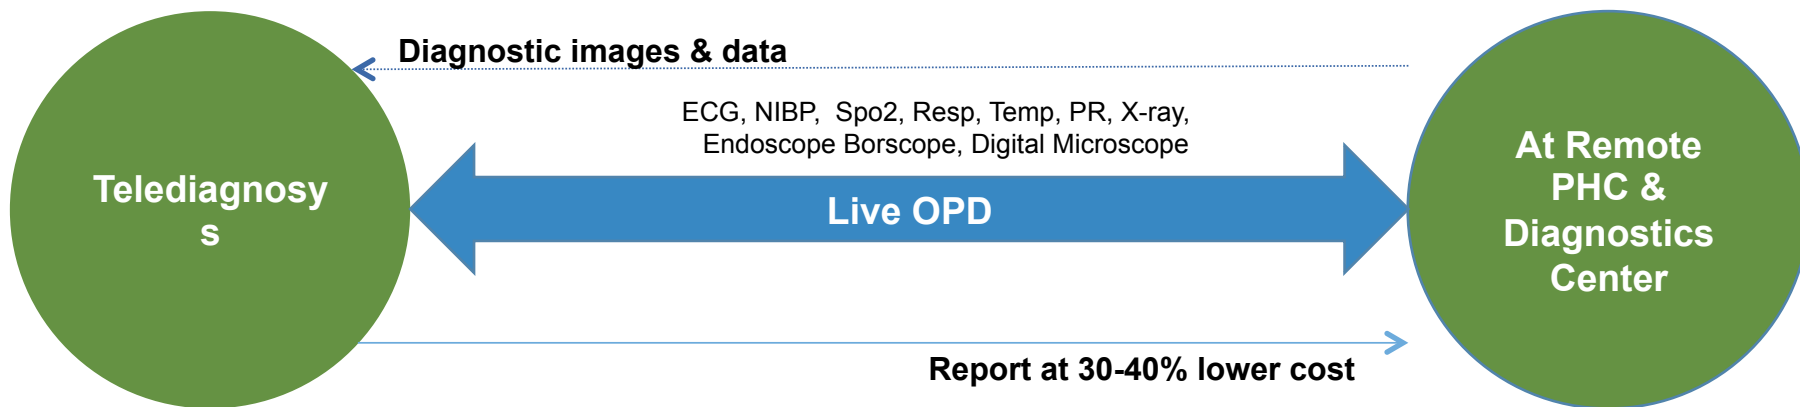 Diagnostic images & data
ECG, NIBP, Spo2, Resp, Temp, PR, X-ray,
Endoscope Borscope, Digital Microscope
Telediagnosy
s
Live OPD
At Remote
PHC &
Diagnostics
Center
Report at 30-40% lower cost